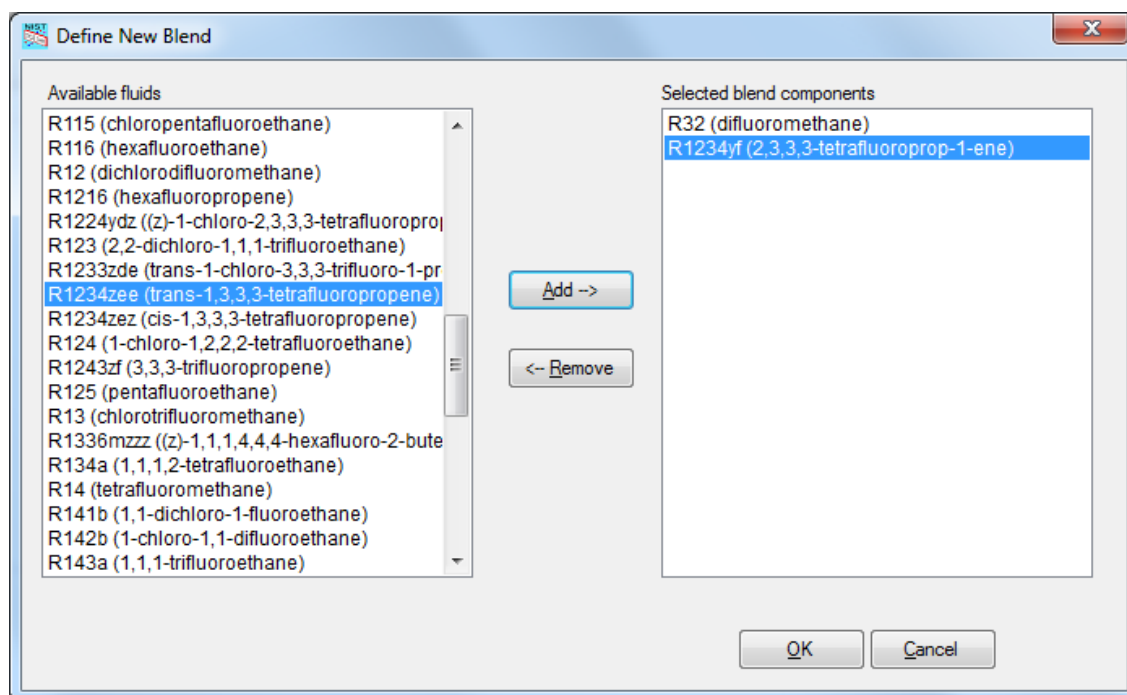 NIST
Define New Blend
X
Available fluids
R115 (chloropentafluoroethane)
R116 (hexafluoroethane)
R12 (dichlorodifluoromethane)
R1216 (hexafluoropropene)
R1224ydz ((z)-1-chloro-2,3,3,3-tetrafluoroprop
R123 (2,2-dichloro-1,1,1-trifluoroethane)
R1233zde (trans-1-chloro-3,3,3-trifluoro-1-pr
R1234zee (trans-1,3,3,3-tetrafluoropropene)
R1234zez (cis-1,3,3,3-tetrafluoropropene)
R124 (1-chloro-1,2,2,2-tetrafluoroethane)
R1243zf (3,3,3-trifluoropropene)
R125 (pentafluoroethane)
R13 (chlorotrifluoromethane)
R1336mzzz ((z)-1,1,1,4,4,4-hexafluoro-2-bute
R134a (1,1,1,2-tetrafluoroethane)
R14 (tetrafluoromethane)
R141b (1,1-dichloro-1-fluoroethane)
R142b (1-chloro-1,1-difluoroethane)
R143a (1,1,1-trifluoroethane)
Add -->
<-- Remove
Selected blend components
R32 (difluoromethane)
R1234yf (2,3,3,3-tetrafluoroprop-1-ene)
OK
Cancel